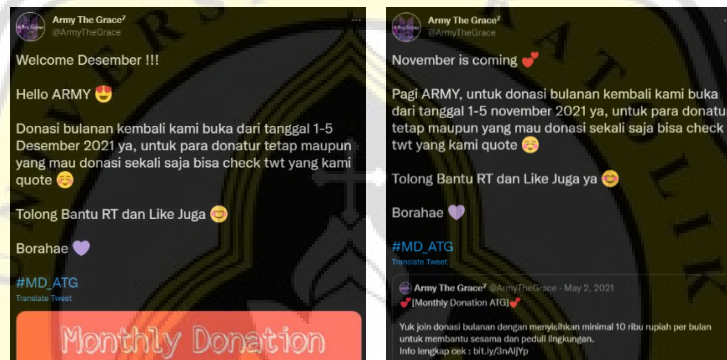 Army The Grace⁷
@ArmyTheGrace
Welcome Desember !!!
Hello ARMY 😍
Donasi bulanan kembali kami buka dari tanggal 1-5
Desember 2021 ya, untuk para donatur tetap maupun
yang mau donasi sekali saja bisa check twt yang kami
quote ☺️
Tolong Bantu RT dan Like Juga 😊
Borahae 💜
#MD_ATG
Translate Tweet
Monthly Donation
Army The Grace⁷
@ArmyTheGrace
November is coming 💕
Pagi ARMY, untuk donasi bulanan kembali kami buka
dari tanggal 1-5 november 2021 ya, untuk para donatu
tetap maupun yang mau donasi sekali saja bisa check
twt yang kami quote ☺️
Tolong Bantu RT dan Like Juga ya 😊
Borahae 💜
#MD_ATG
Translate Tweet
Army The Grace⁷ @ArmyTheGrace · May 2, 2021
💕[Monthly Donation ATG]💕
Yuk join donasi bulanan dengan menyisihkan minimal 10 ribu rupiah per bulan
untuk membantu sesama dan peduli lingkungan.
Info lengkap cek :